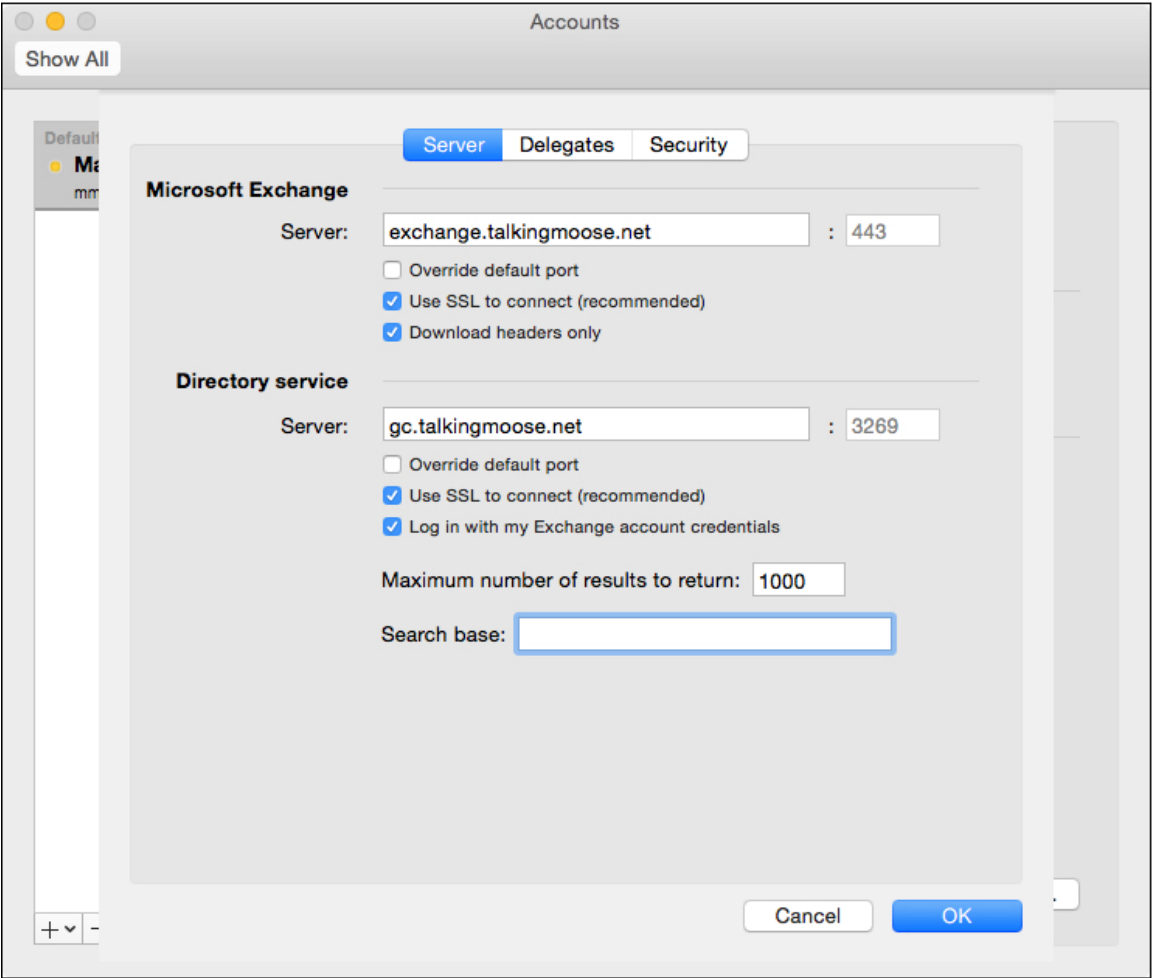 Accounts
Show All
Default
Server Delegates Security
Microsoft Exchange
Server: exchange.talkingmoose.net : 443
Override default port
Use SSL to connect (recommended)
Download headers only
Directory service
Server: gc.talkingmoose.net : 3269
Override default port
Use SSL to connect (recommended)
Log in with my Exchange account credentials
Maximum number of results to return: 1000
Search base:
Cancel OK